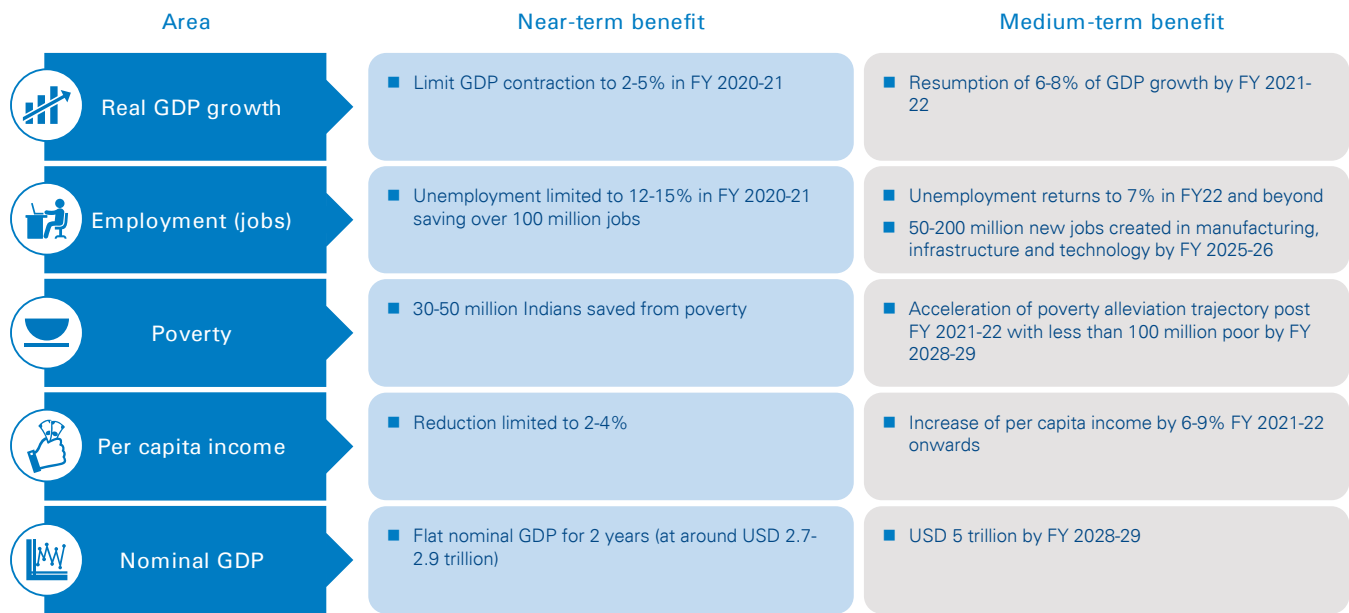 Area
Near-term benefit
Medium-term benefit
Real GDP growth
■ Limit GDP contraction to 2-5% in FY 2020-21
■ Resumption of 6-8% of GDP growth by FY 2021-
22
Employment (jobs)
■ Unemployment limited to 12-15% in FY 2020-21
saving over 100 million jobs
■ Unemployment returns to 7% in FY22 and beyond
■ 50-200 million new jobs created in manufacturing,
infrastructure and technology by FY 2025-26
Poverty
■ 30-50 million Indians saved from poverty
■ Acceleration of poverty alleviation trajectory post
FY 2021-22 with less than 100 million poor by FY
2028-29
Per capita income
■ Reduction limited to 2-4%
■ Increase of per capita income by 6-9% FY 2021-22
onwards
Nominal GDP
■ Flat nominal GDP for 2 years (at around USD 2.7-
2.9 trillion)
■ USD 5 trillion by FY 2028-29